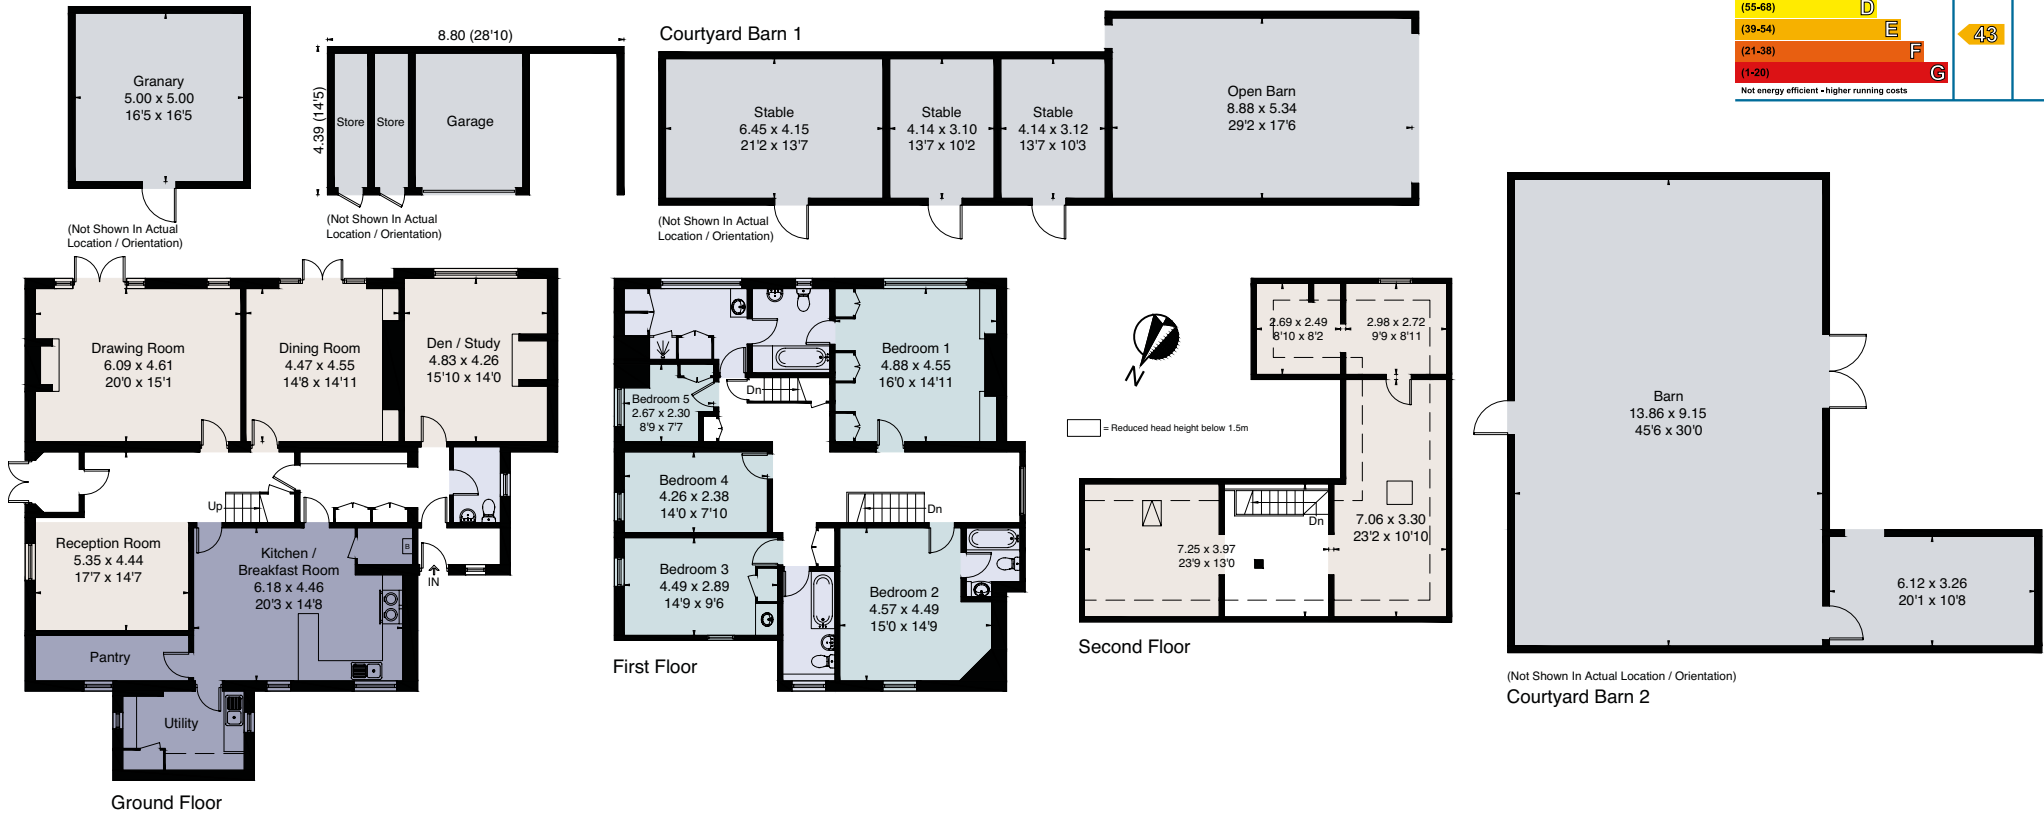 Granary
5.00 x 5.00
16'5 x 16'5
(Not Shown In Actual
Location / Orientation)
8.80 (28'10)
4.39 (14'5)
Store
Store
Garage
(Not Shown In Actual
Location / Orientation)
Courtyard Barn 1
Stable
6.45 x 4.15
21'2 x 13'7
Stable
4.14 x 3.10
13'7 x 10'2
Stable
4.14 x 3.12
13'7 x 10'3
Open Barn
8.88 x 5.34
29'2 x 17'6
(Not Shown In Actual
Location / Orientation)
(55-68) D
(39-54) E
(21-38) F
(1-20) G
43
Not energy efficient - higher running costs
Drawing Room
6.09 x 4.61
20'0 x 15'1
Dining Room
4.47 x 4.55
14'8 x 14'11
Den / Study
4.83 x 4.26
15'10 x 14'0
Up
Reception Room
5.35 x 4.44
17'7 x 14'7
Kitchen /
Breakfast Room
6.18 x 4.46
20'3 x 14'8
IN
Pantry
Utility
Ground Floor
Bedroom 1
4.88 x 4.55
16'0 x 14'11
Dn
Bedroom 5
2.67 x 2.30
8'9 x 7'7
Bedroom 4
4.26 x 2.38
14'0 x 7'10
Dn
Bedroom 3
4.49 x 2.89
14'9 x 9'6
Bedroom 2
4.57 x 4.49
15'0 x 14'9
First Floor
N
= Reduced head height below 1.5m
2.69 x 2.49
8'10 x 8'2
2.98 x 2.72
9'9 x 8'11
Dn
7.06 x 3.30
23'2 x 10'10
7.25 x 3.97
23'9 x 13'0
Second Floor
Barn
13.86 x 9.15
45'6 x 30'0
6.12 x 3.26
20'1 x 10'8
(Not Shown In Actual Location / Orientation)
Courtyard Barn 2